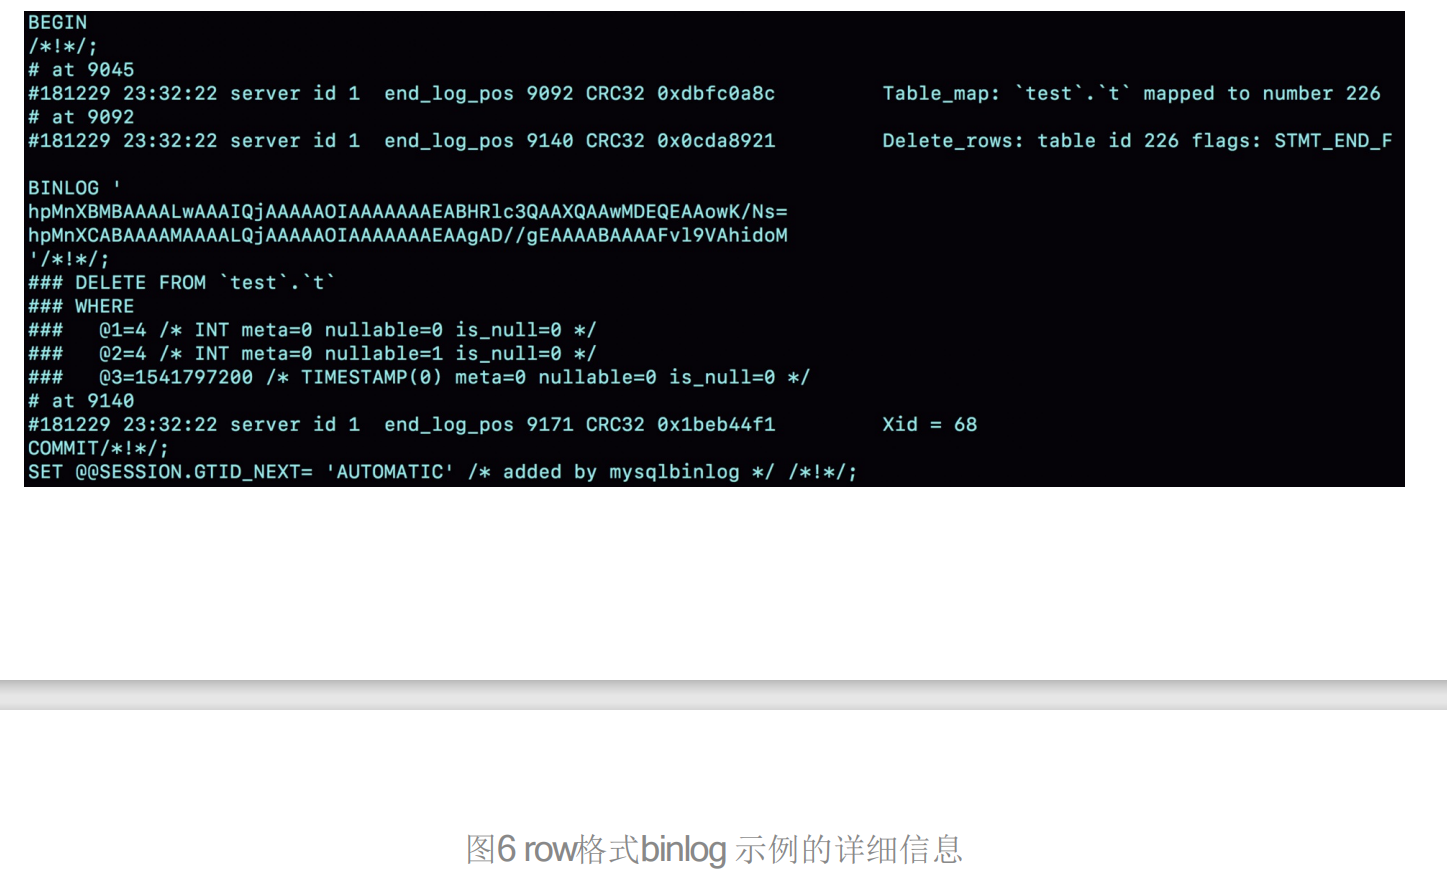 BEGIN
/*!*/;
# at 9045
#181229 23:32:22 server id 1  end_log_pos 9092 CRC32 0xdbfc0a8c         Table_map: `test`.`t` mapped to number 226
# at 9092
#181229 23:32:22 server id 1  end_log_pos 9140 CRC32 0x0cda8921         Delete_rows: table id 226 flags: STMT_END_F
BINLOG '
hpMnXBMBAAAALwAAAIQjAAAAAOIAAAAAAAEABHRlc3QAAXQAAwMDEQEAAowK/Ns=
hpMnXCABAAAAMAAAALQjAAAAAOIAAAAAAAEAAgAD//gEAAAABAAAAFvl9VAhidoM
'/*!*/;
### DELETE FROM `test`.`t`
### WHERE
###   @1=4 /* INT meta=0 nullable=0 is_null=0 */
###   @2=4 /* INT meta=0 nullable=1 is_null=0 */
###   @3=1541797200 /* TIMESTAMP(0) meta=0 nullable=0 is_null=0 */
# at 9140
#181229 23:32:22 server id 1  end_log_pos 9171 CRC32 0x1beb44f1         Xid = 68
COMMIT/*!*/;
SET @@SESSION.GTID_NEXT= 'AUTOMATIC' /* added by mysqlbinlog */ /*!*/;
图6 row格式binlog 示例的详细信息